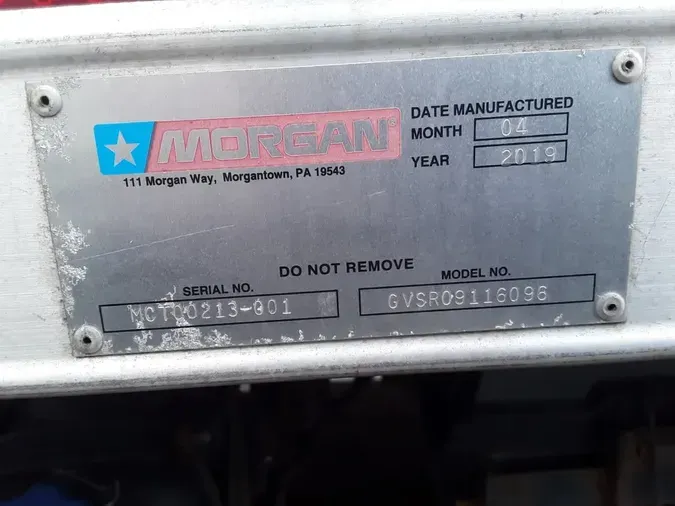 MORGAN®
111 Morgan Way, Morgantown, PA 19543
DATE MANUFACTURED
MONTH 04
YEAR 2019
DO NOT REMOVE
SERIAL NO.
MCT00213-001
MODEL NO.
GVSR09116096